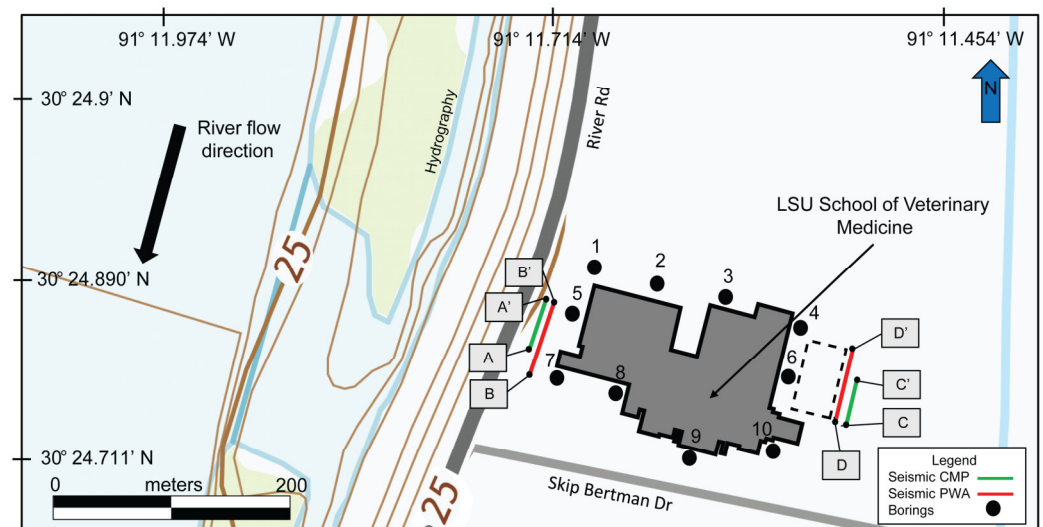 91° 11.974’ W
91° 11.714’ W
91° 11.454’ W
30° 24.9’ N
N
River flow
direction
Hydrography
River Rd
LSU School of Veterinary
Medicine
25
30° 24.890’ N
1
2
3
4
5
6
7
8
9
10
B’
A’
A
B
D’
C’
C
D
30° 24.711’ N
0 meters 200
25
Skip Bertman Dr
Legend
Seismic CMP
Seismic PWA
Borings